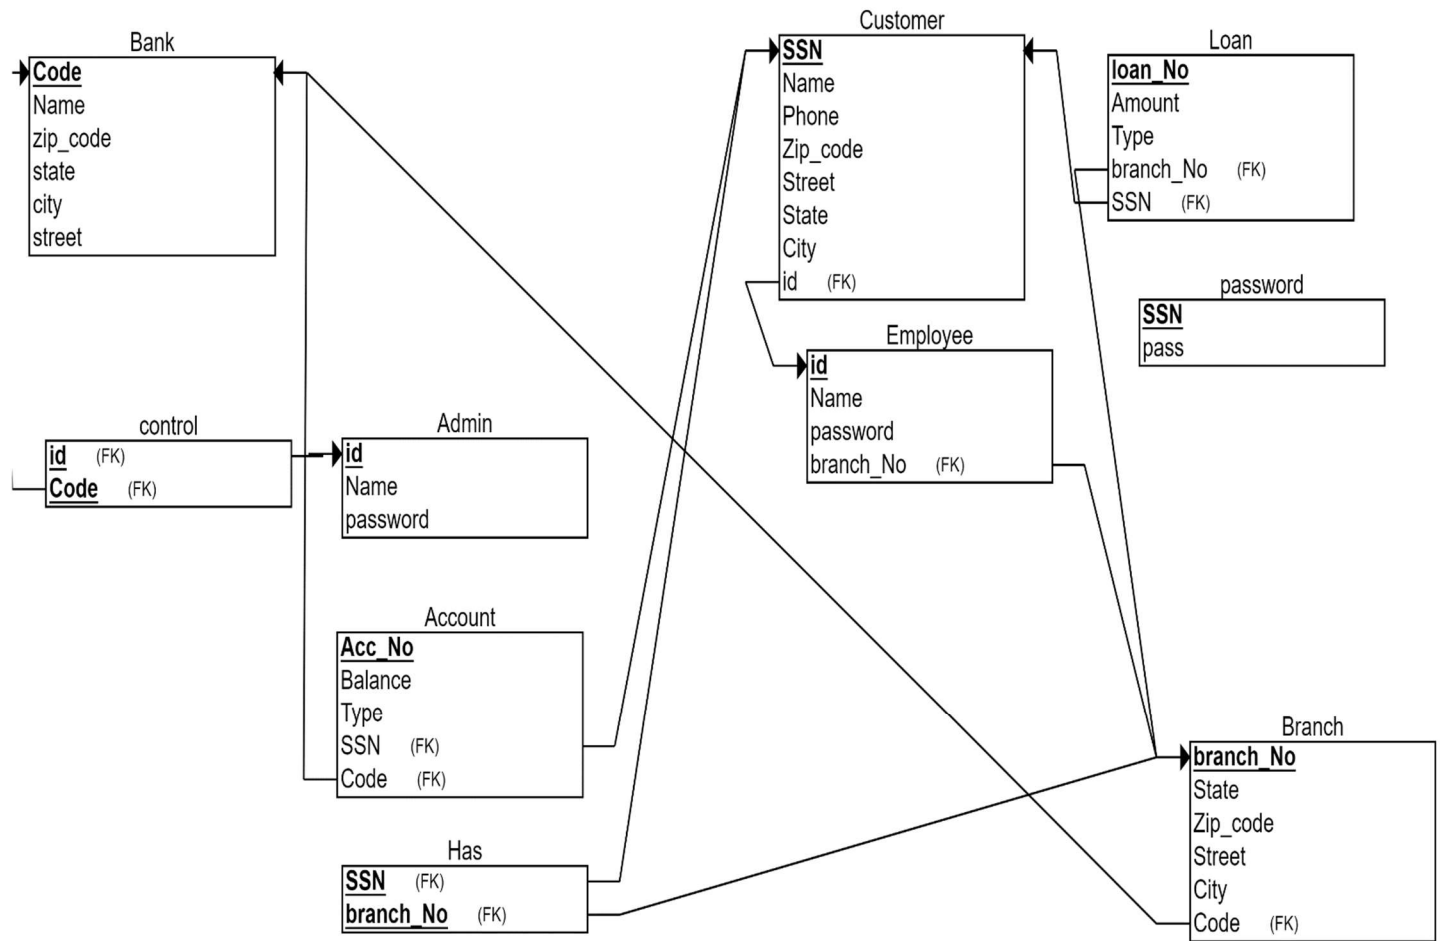 Bank
Code
Name
zip_code
state
city
street
Customer
SSN
Name
Phone
Zip_code
Street
State
City
id (FK)
Loan
loan_No
Amount
Type
branch_No (FK)
SSN (FK)
password
SSN
pass
Employee
id
Name
password
branch_No (FK)
control
id (FK)
Code (FK)
Admin
id
Name
password
Account
Acc_No
Balance
Type
SSN (FK)
Code (FK)
Has
SSN (FK)
branch_No (FK)
Branch
branch_No
State
Zip_code
Street
City
Code (FK)